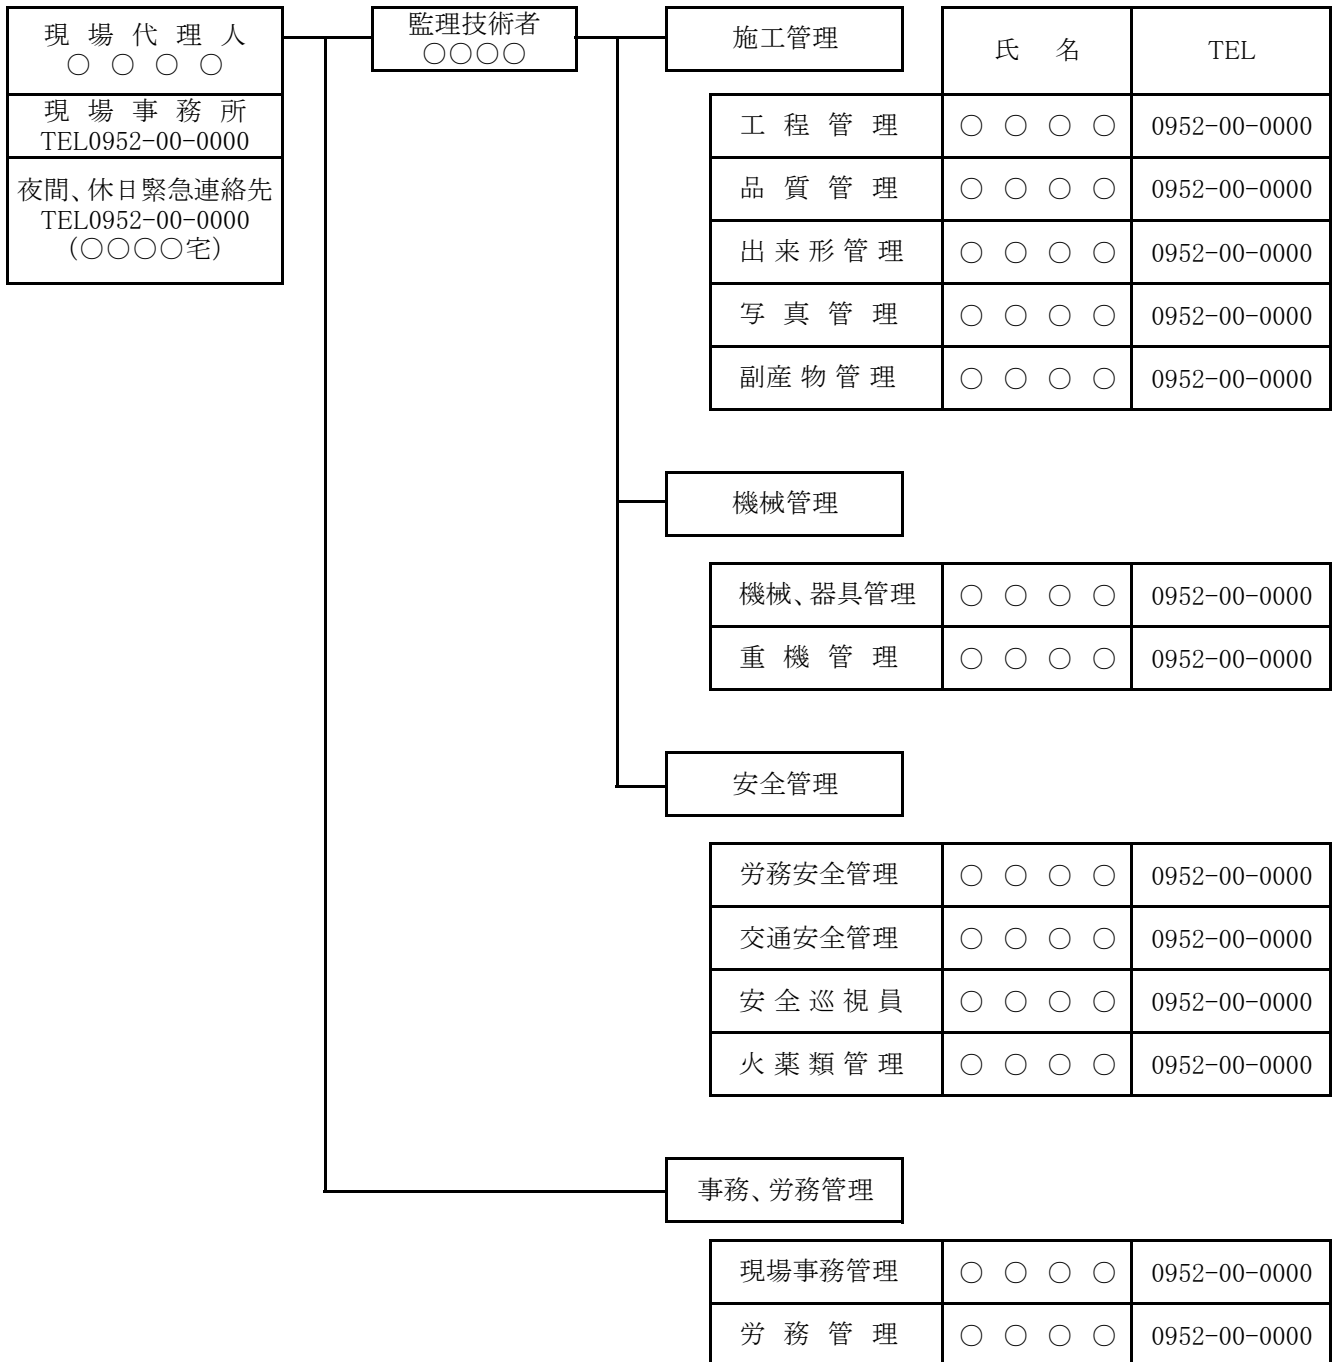 現場代理人
○○○○
現場事務所
TEL0952-00-0000
夜間、休日緊急連絡先
TEL0952-00-0000
(○○○○宅)
監理技術者
○○○○
施工管理
氏 名 TEL
工程管理 ○○○○ 0952-00-0000
品質管理 ○○○○ 0952-00-0000
出来形管理 ○○○○ 0952-00-0000
写真管理 ○○○○ 0952-00-0000
副産物管理 ○○○○ 0952-00-0000
機械管理
機械、器具管理 ○○○○ 0952-00-0000
重機管理 ○○○○ 0952-00-0000
安全管理
労務安全管理 ○○○○ 0952-00-0000
交通安全管理 ○○○○ 0952-00-0000
安全巡視員 ○○○○ 0952-00-0000
火薬類管理 ○○○○ 0952-00-0000
事務、労務管理
現場事務管理 ○○○○ 0952-00-0000
労務管理 ○○○○ 0952-00-0000